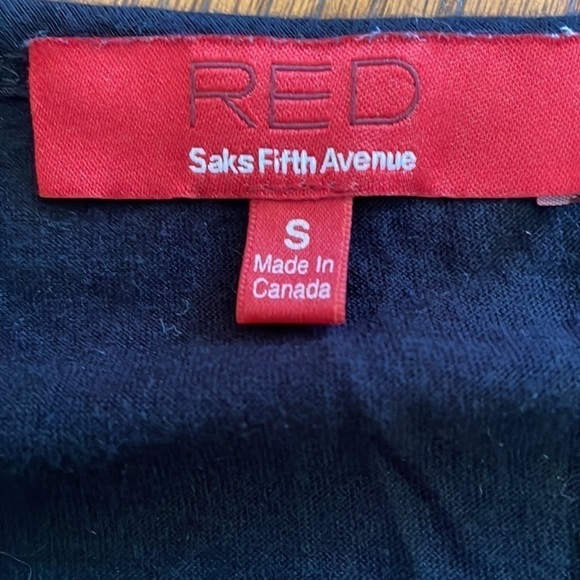 RED
Saks Fifth Avenue
S
Made In
Canada